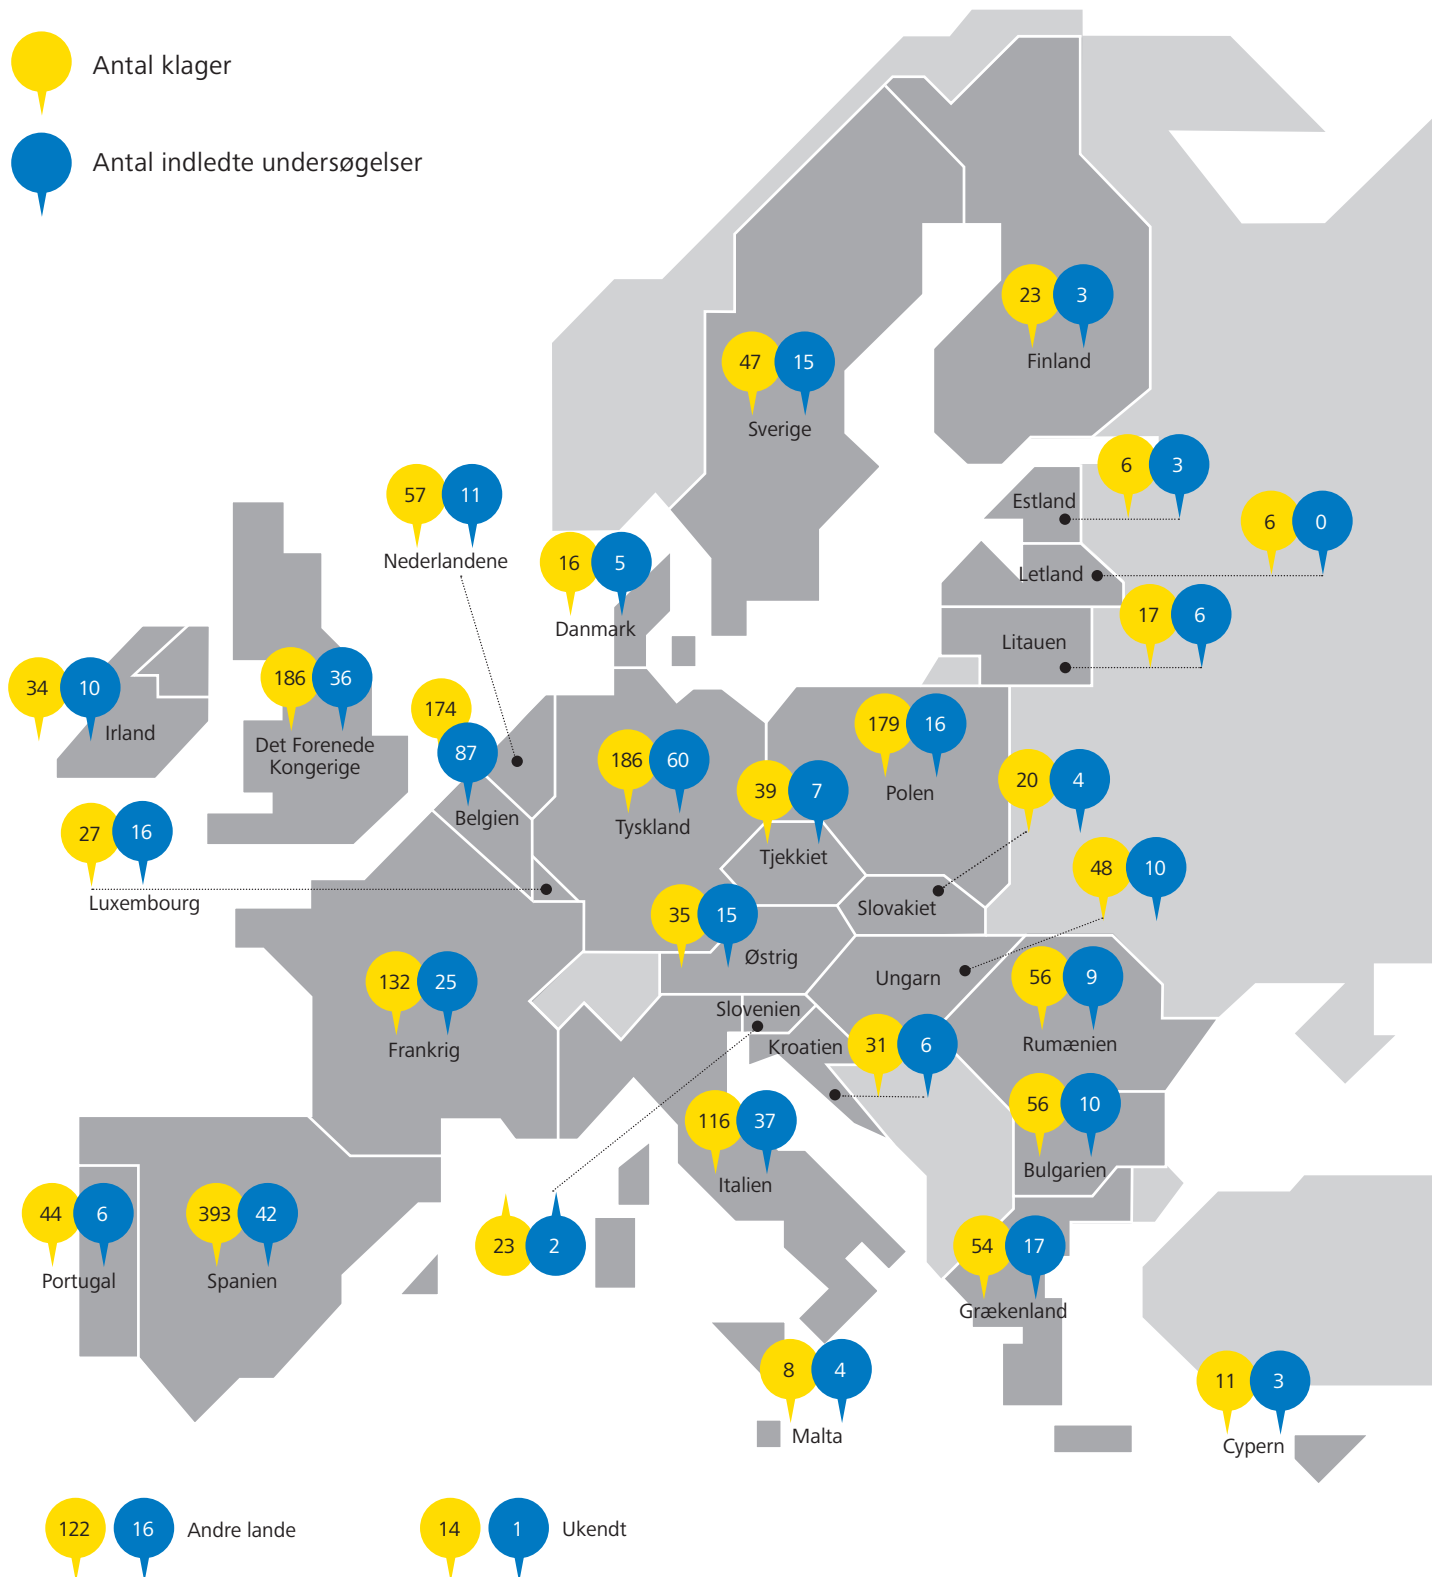 Antal klager
Antal indledte undersøgelser
23 3
Finland
47 15
Sverige
6 3
Estland
57 11
Nederlandene
6 0
Letland
16 5
Danmark
17 6
Litauen
34 10
Irland
186 36
Det Forenede
Kongerige
174
87
Belgien
186 60
Tyskland
179 16
Polen
39 7
Tjekkiet
20 4
Slovakiet
27 16
Luxembourg
48 10
Ungarn
35 15
Østrig
132 25
Frankrig
56 9
Rumænien
Slovenien
23 2
Kroatien
31 6
116 37
Italien
56 10
Bulgarien
44 6
Portugal
393 42
Spanien
54 17
Grækenland
8 4
Malta
11 3
Cypern
122 16 Andre lande
14 1 Ukendt